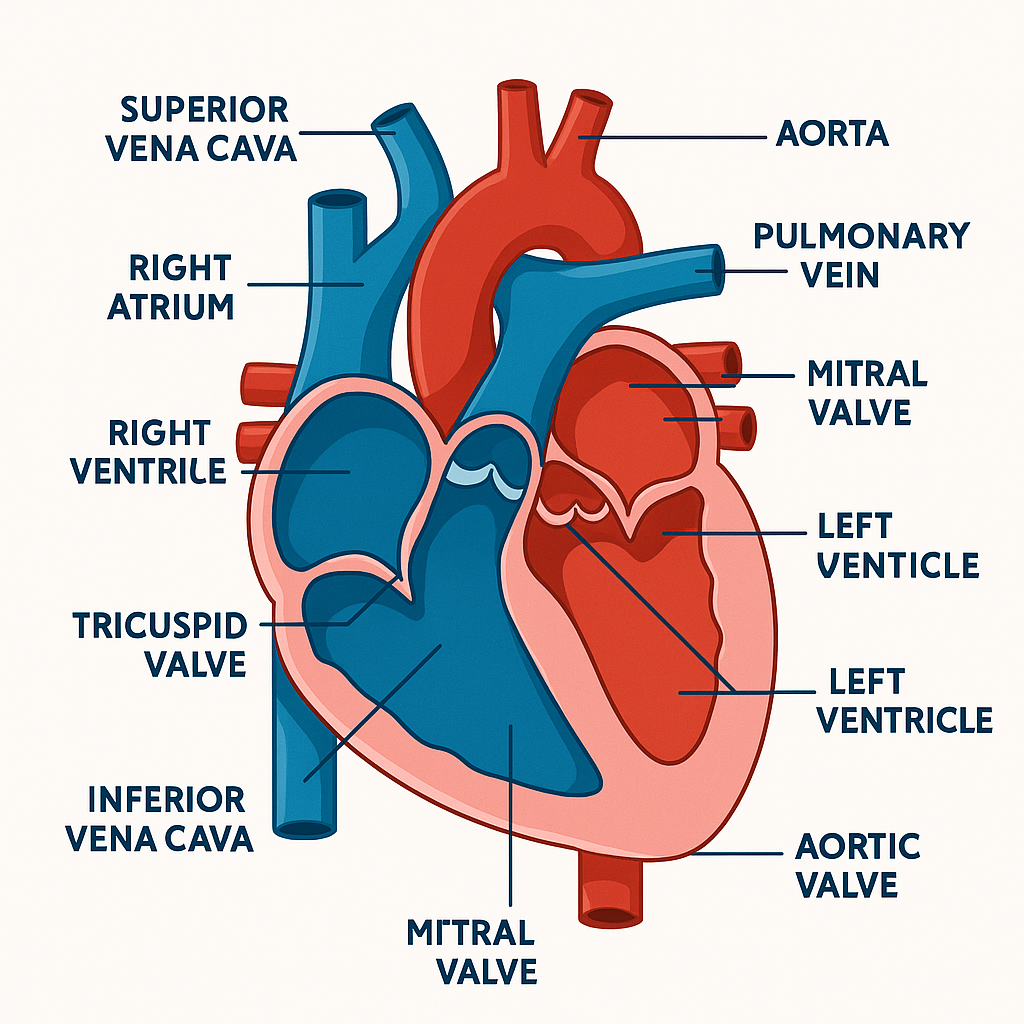 SUPERIOR
VENA CAVA
AORTA
PULMONARY
VEIN
RIGHT
ATRIUM
MITRAL
VALVE
RIGHT
VENTRILE
LEFT
VENTICLE
TRICUSPID
VALVE
LEFT
VENTRICLE
INFERIOR
VENA CAVA
AORTIC
VALVE
MITRAL
VALVE